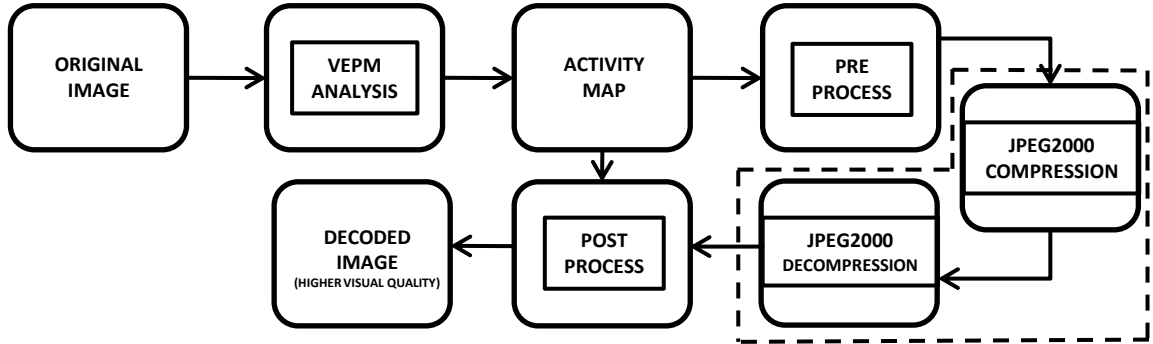 ORIGINAL
IMAGE
VEPM
ANALYSIS
ACTIVITY
MAP
PRE
PROCESS
JPEG2000
COMPRESSION
JPEG2000
DECOMPRESSION
POST
PROCESS
DECODED
IMAGE
(HIGHER VISUAL QUALITY)